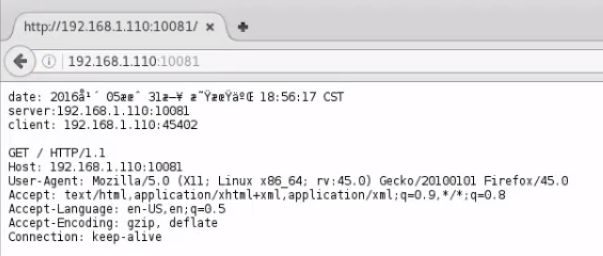 http://192.168.1.110:10081/
192.168.1.110:10081
date: 2016å¹´ 05æœˆ 31æ—¥ æ˜ŸæœŸäºŒ 18:56:17 CST
server:192.168.1.110:10081
client: 192.168.1.110:45402
GET / HTTP/1.1
Host: 192.168.1.110:10081
User-Agent: Mozilla/5.0 (X11; Linux x86_64; rv:45.0) Gecko/20100101 Firefox/45.0
Accept: text/html,application/xhtml+xml,application/xml;q=0.9,*/*;q=0.8
Accept-Language: en-US,en;q=0.5
Accept-Encoding: gzip, deflate
Connection: keep-alive